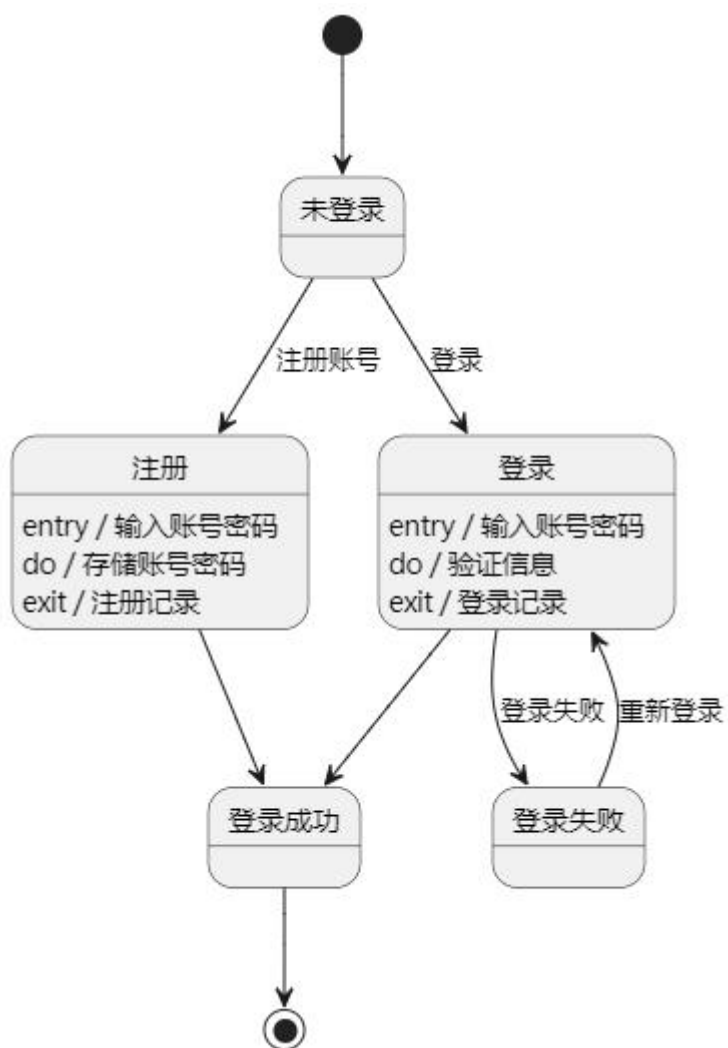 未登录
注册账号
登录
注册
entry / 输入账号密码
do / 存储账号密码
exit / 注册记录
登录
entry / 输入账号密码
do / 验证信息
exit / 登录记录
登录失败
重新登录
登录成功
登录失败